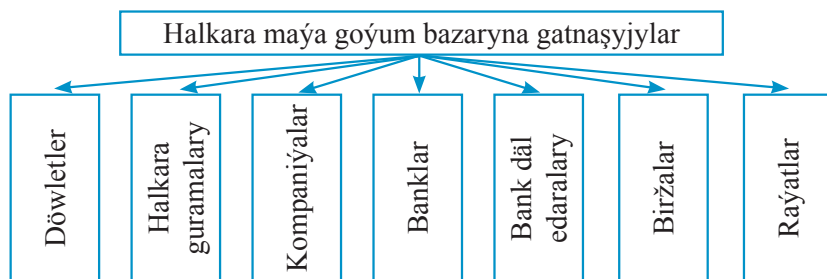 Halkara maýa goýum bazaryna gatnaşyjylar
Döwletler
Halkara
guramalary
Kompaniýalar
Banklar
Bank däl
edaralary
Biržalar
Raýatlar